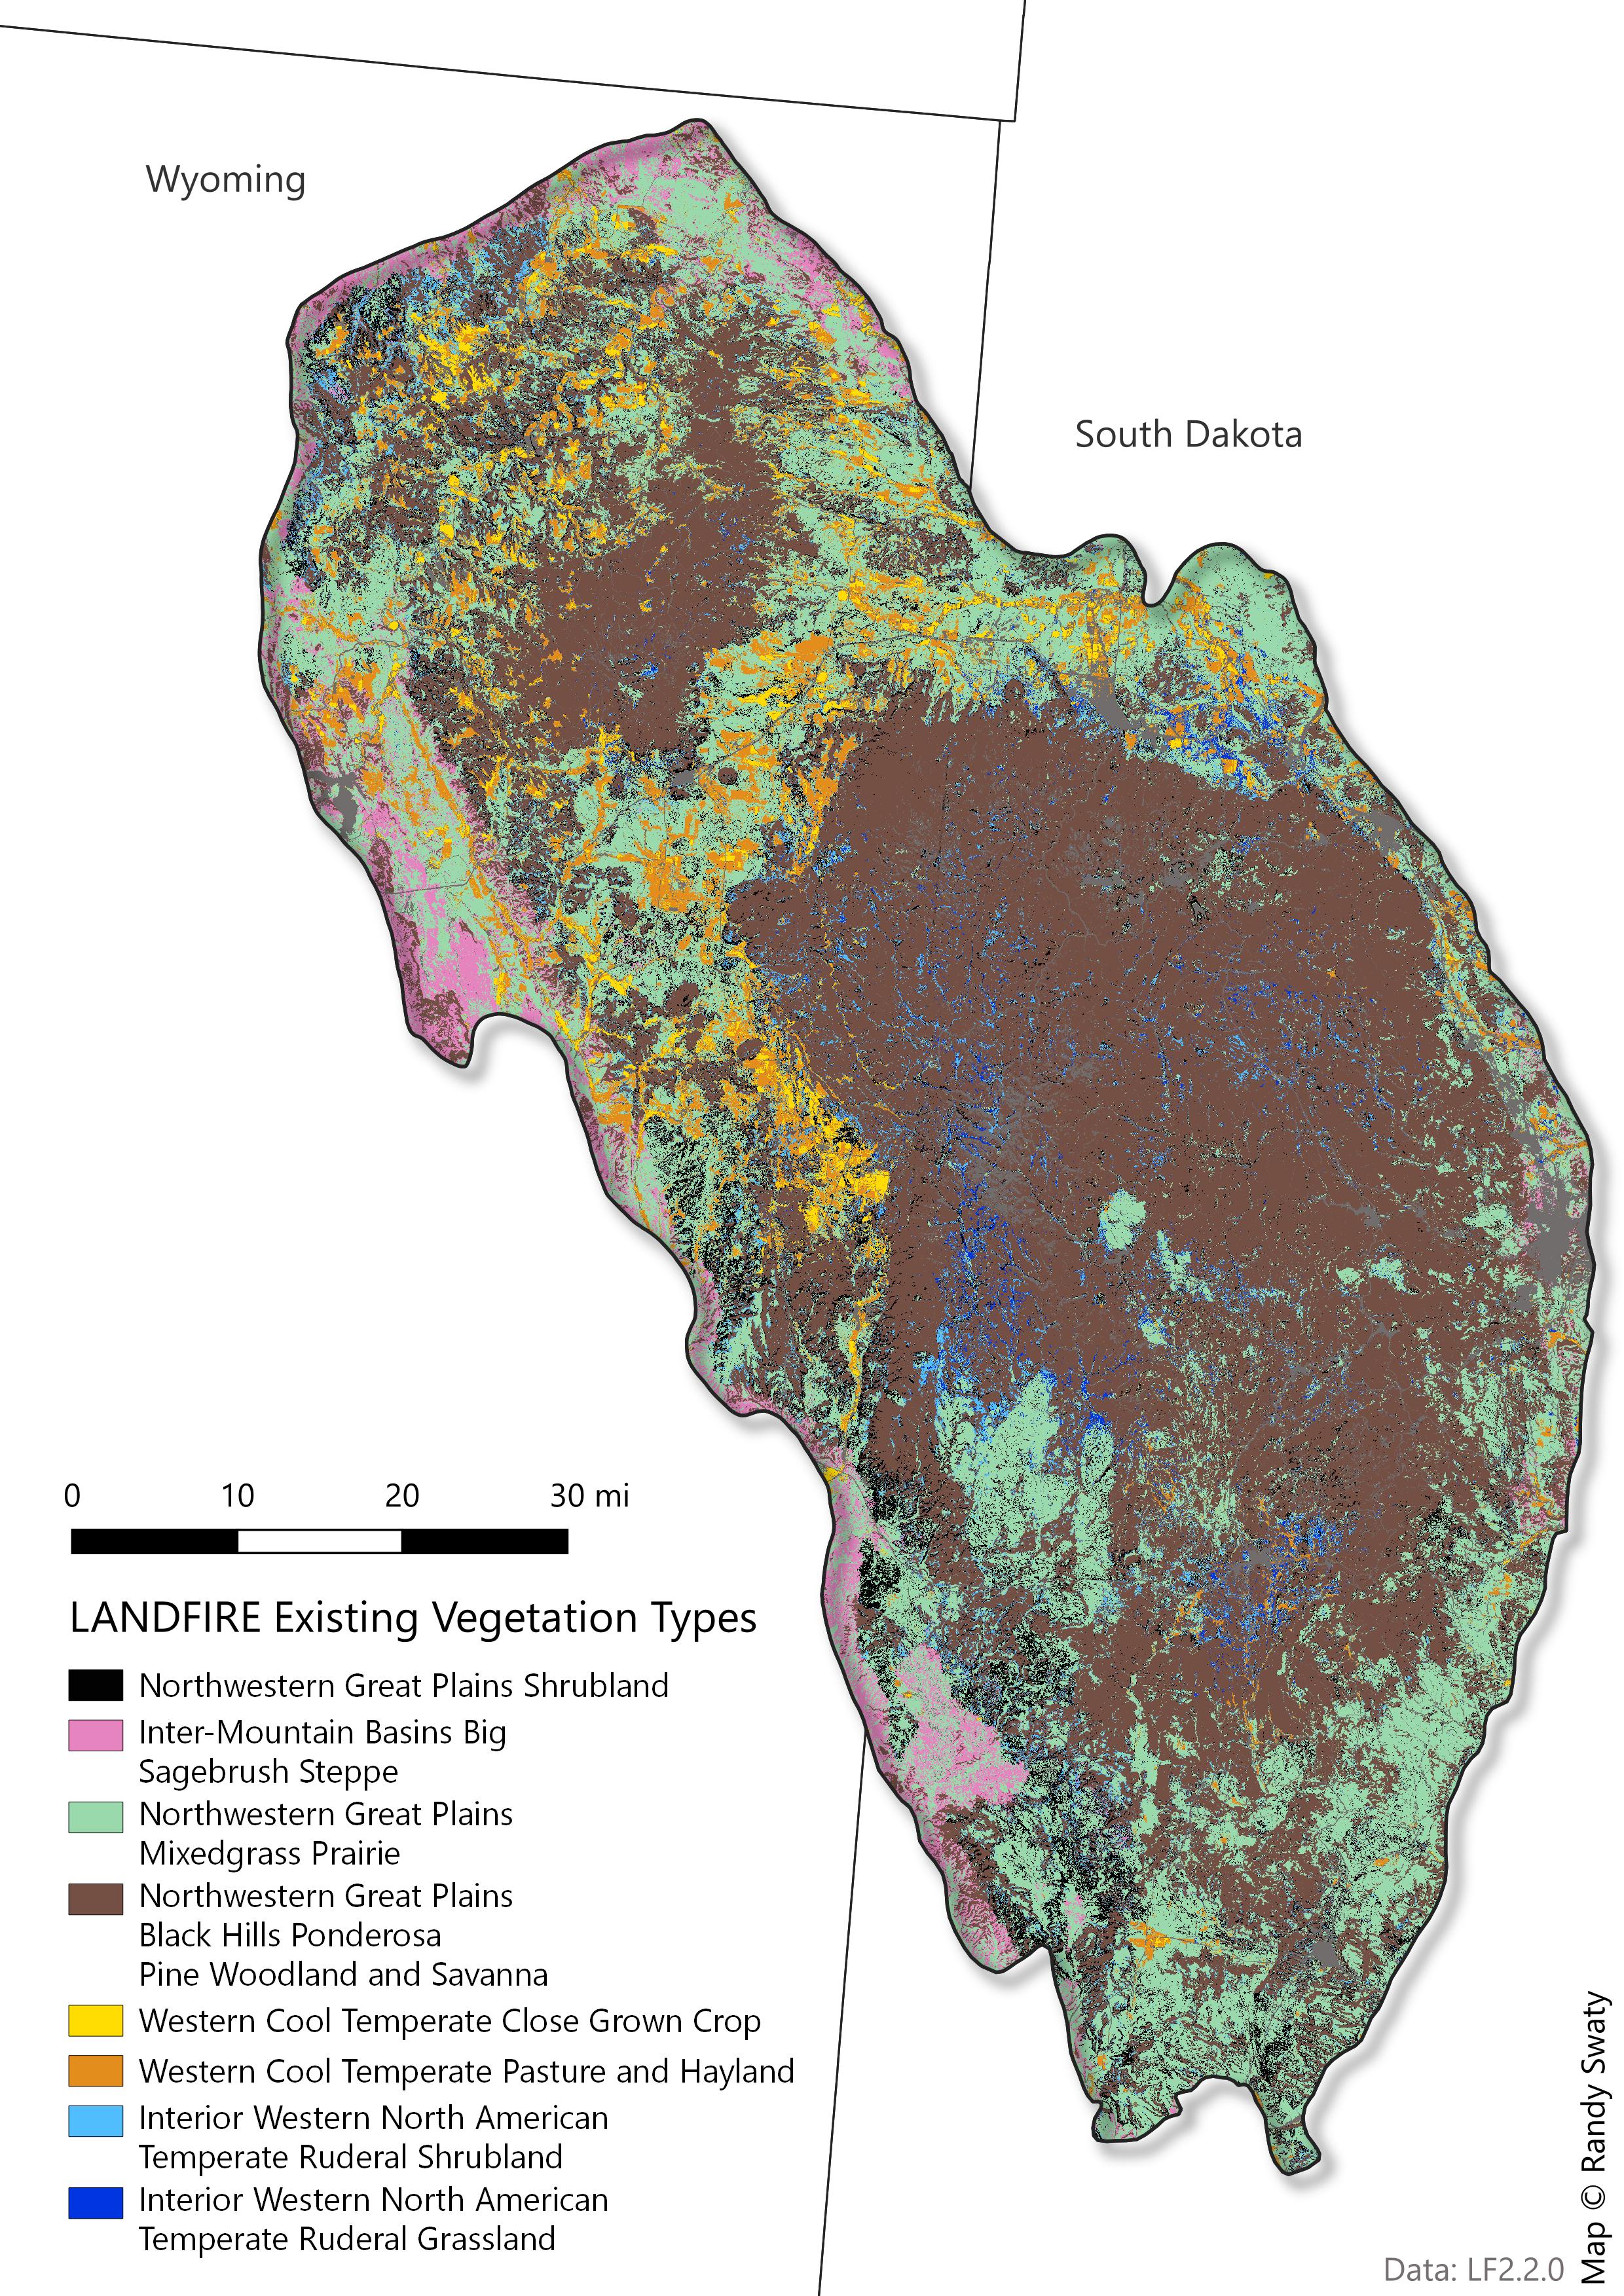 Wyoming
South Dakota
0 10 20 30 mi
LANDFIRE Existing Vegetation Types
Northwestern Great Plains Shrubland
Inter-Mountain Basins Big
Sagebrush Steppe
Northwestern Great Plains
Mixedgrass Prairie
Northwestern Great Plains
Black Hills Ponderosa
Pine Woodland and Savanna
Western Cool Temperate Close Grown Crop
Western Cool Temperate Pasture and Hayland
Interior Western North American
Temperate Ruderal Shrubland
Interior Western North American
Temperate Ruderal Grassland
Data: LF2.2.0
Map © Randy Swaty